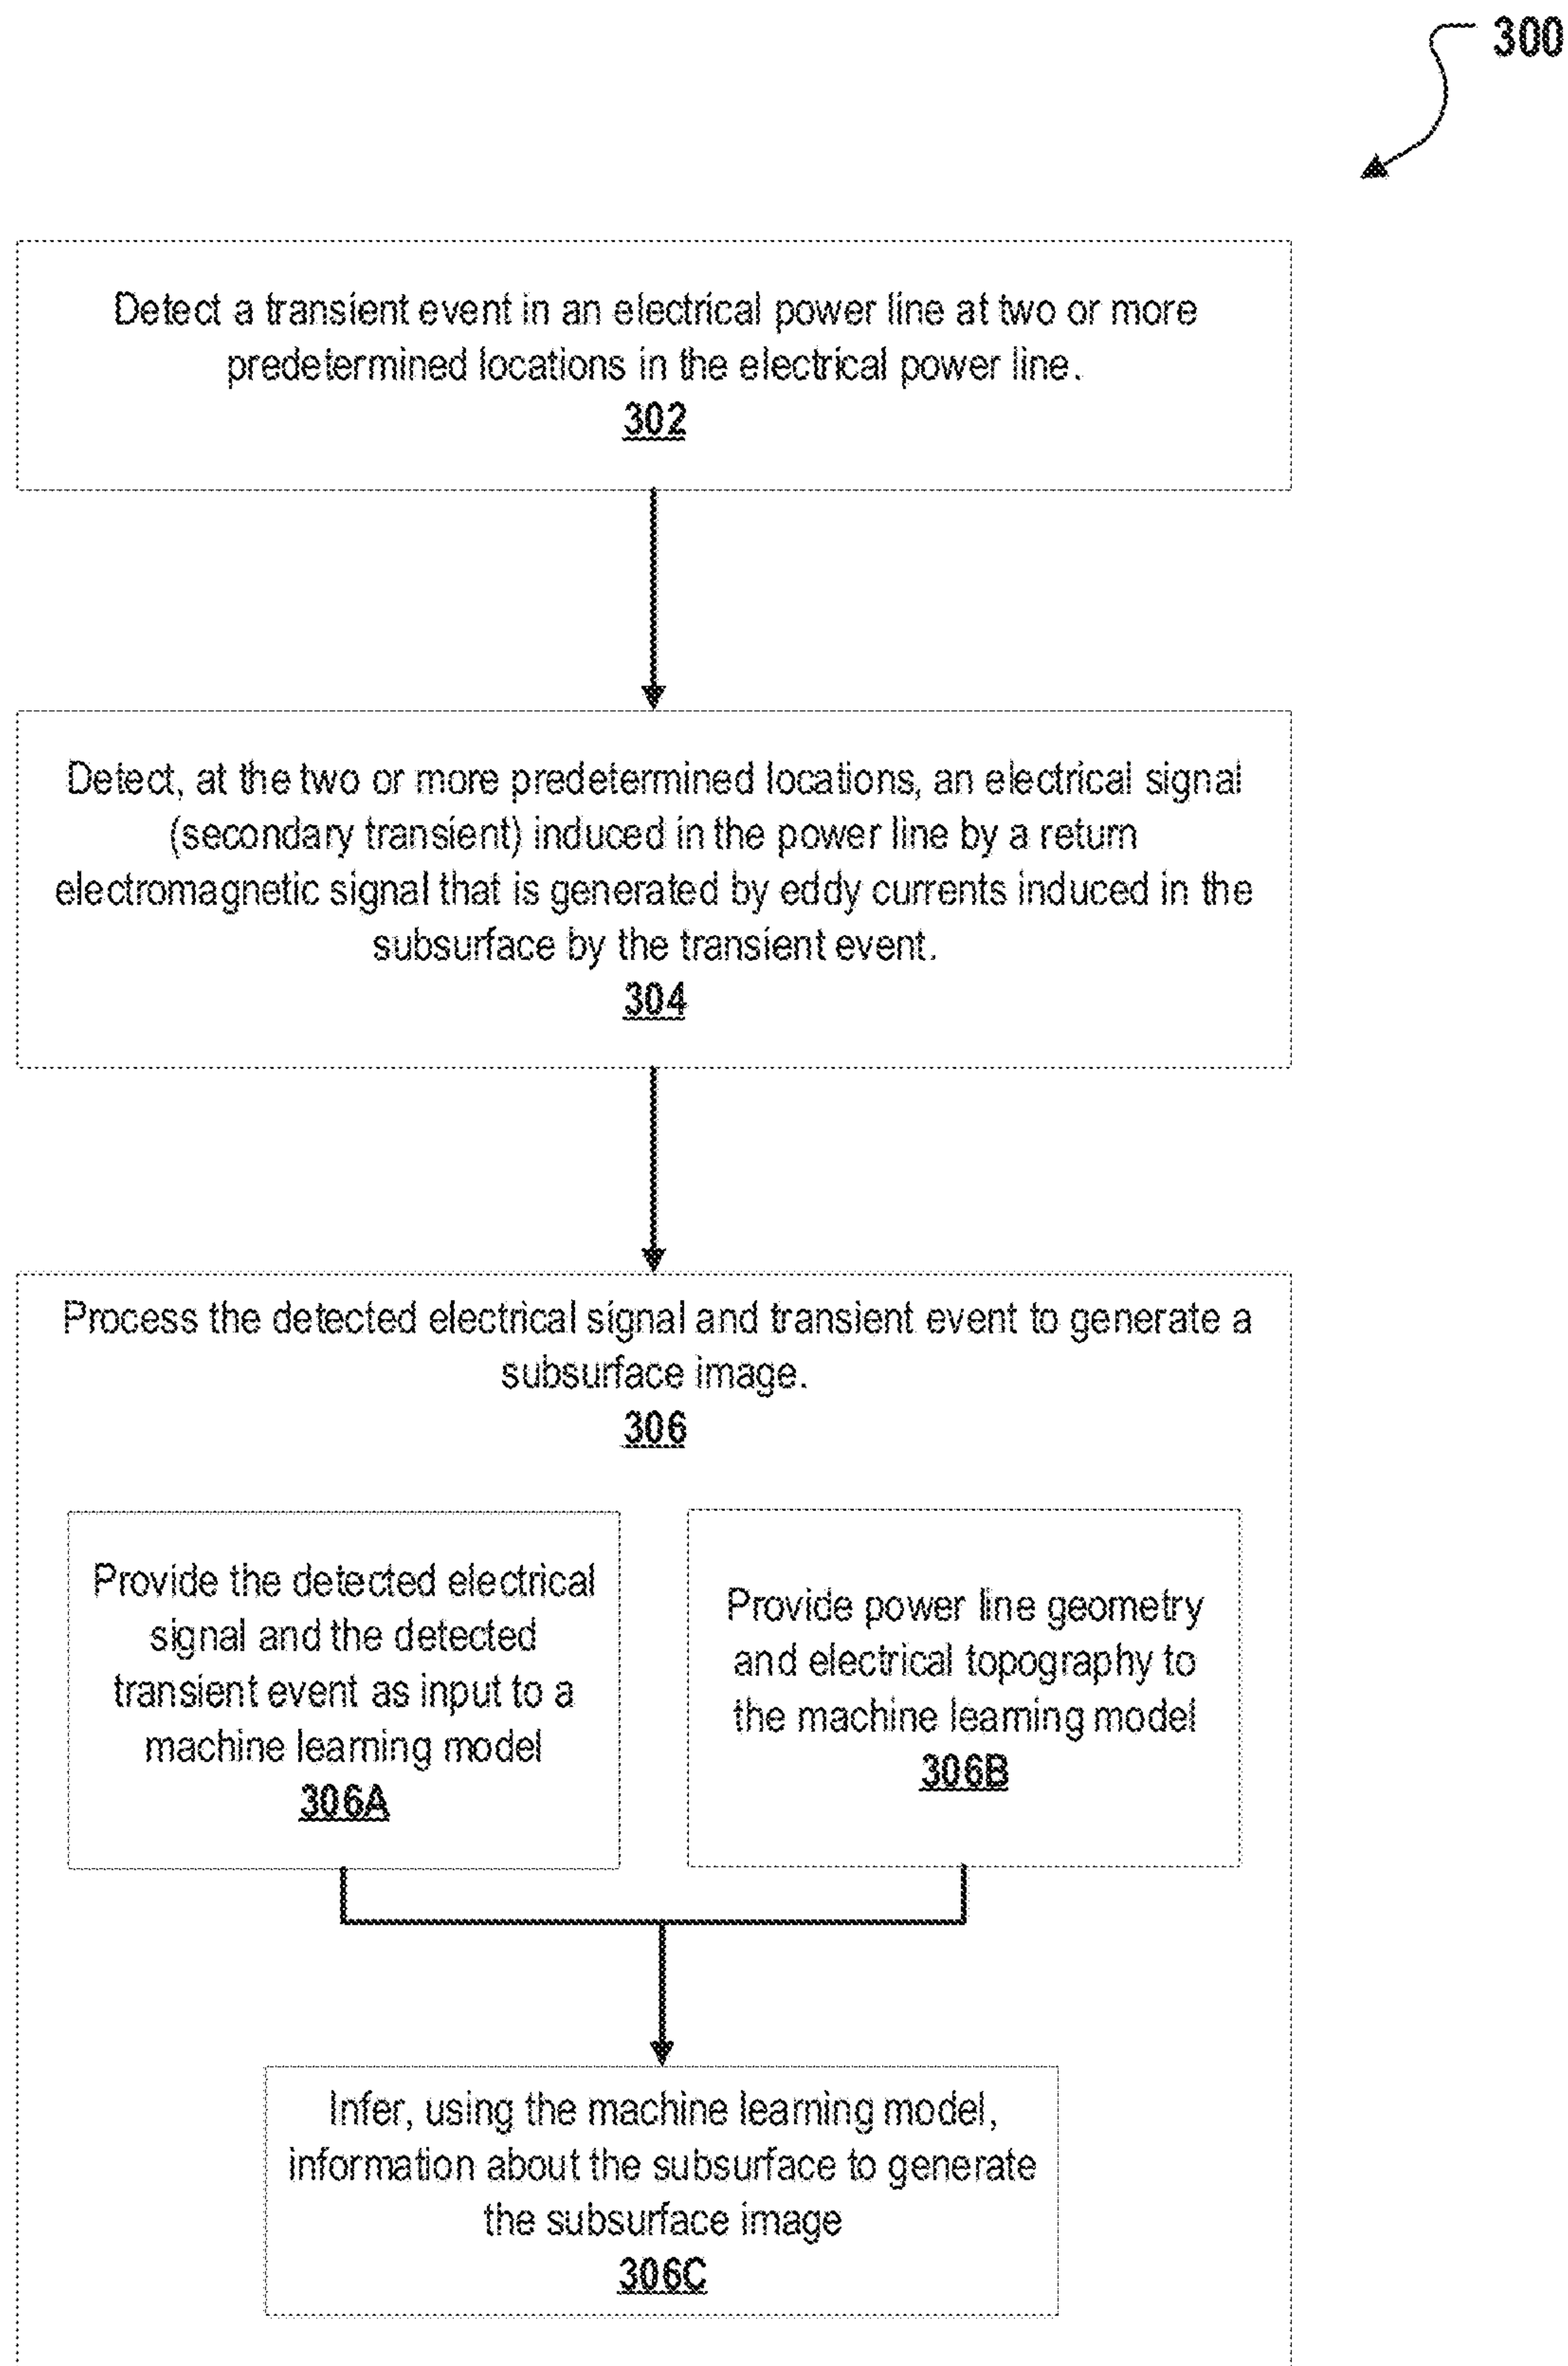 300
Detect a transient event in an electrical power line at two or more
predetermined locations in the electrical power line.
302
Detect, at the two or more predetermined locations, an electrical signal
(secondary transient) induced in the power line by a return
electromagnetic signal that is generated by eddy currents induced in the
subsurface by the transient event.
304
Process the detected electrical signal and transient event to generate a
subsurface image.
306
Provide the detected electrical
signal and the detected
transient event as input to a
machine learning model
306A
Provide power line geometry
and electrical topography to
the machine learning model
306B
Infer, using the machine learning model,
information about the subsurface to generate
the subsurface image
306C